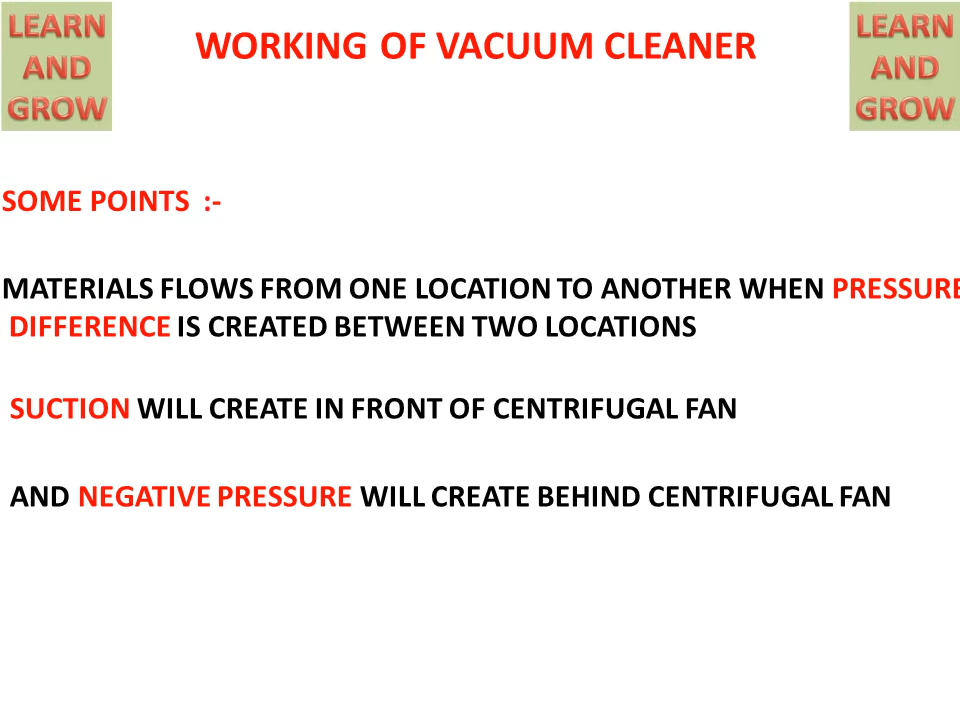 LEARN
AND
GROW
WORKING OF VACUUM CLEANER
LEARN
AND
GROW
SOME POINTS :-
MATERIALS FLOWS FROM ONE LOCATION TO ANOTHER WHEN PRESSURE
DIFFERENCE IS CREATED BETWEEN TWO LOCATIONS
SUCTION WILL CREATE IN FRONT OF CENTRIFUGAL FAN
AND NEGATIVE PRESSURE WILL CREATE BEHIND CENTRIFUGAL FAN